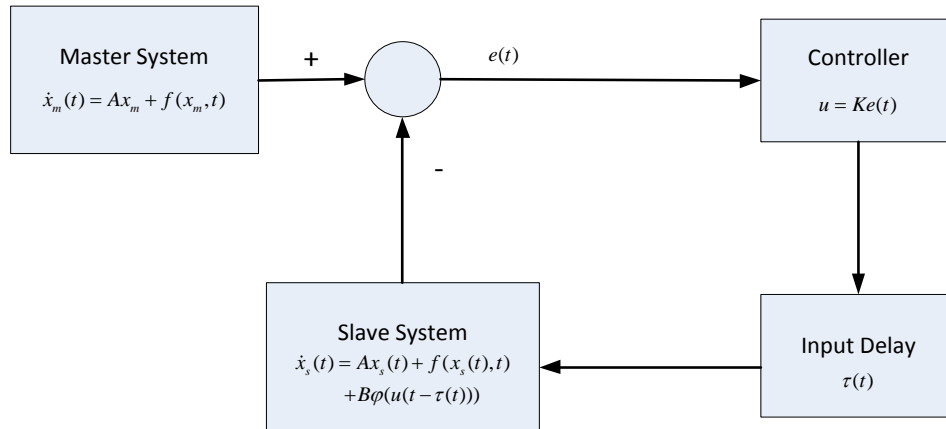 Master System
ẋ_m(t) = Ax_m + f(x_m, t)
+
e(t)
Controller
u = Ke(t)
-
Slave System
ẋ_s(t) = Ax_s(t) + f(x_s(t), t)
+Bφ(u(t − τ(t)))
Input Delay
τ(t)